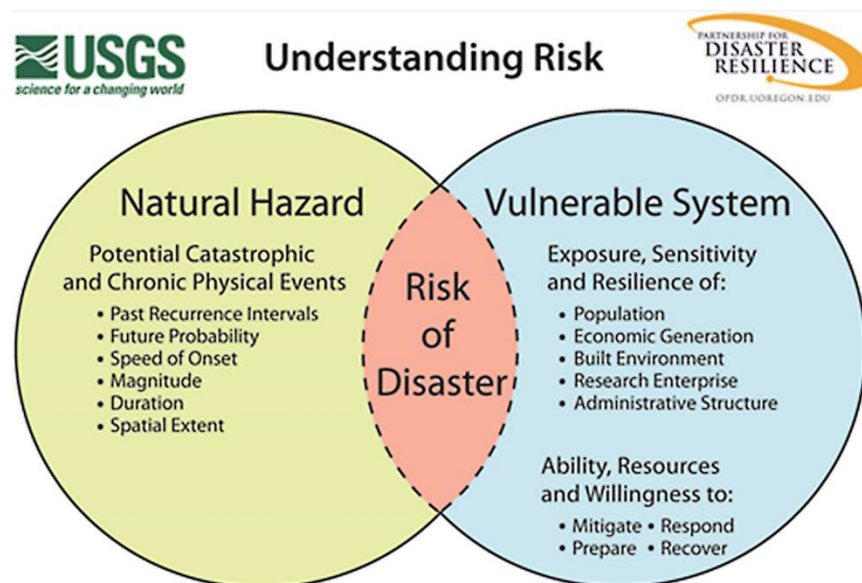 USGS
science for a changing world
Understanding Risk
PARTNERSHIP FOR
DISASTER
RESILIENCE
OPDR.UOREGON.EDU
Natural Hazard
Potential Catastrophic
and Chronic Physical Events
• Past Recurrence Intervals
• Future Probability
• Speed of Onset
• Magnitude
• Duration
• Spatial Extent
Risk
of
Disaster
Vulnerable System
Exposure, Sensitivity
and Resilience of:
• Population
• Economic Generation
• Built Environment
• Research Enterprise
• Administrative Structure
Ability, Resources
and Willingness to:
• Mitigate • Respond
• Prepare • Recover